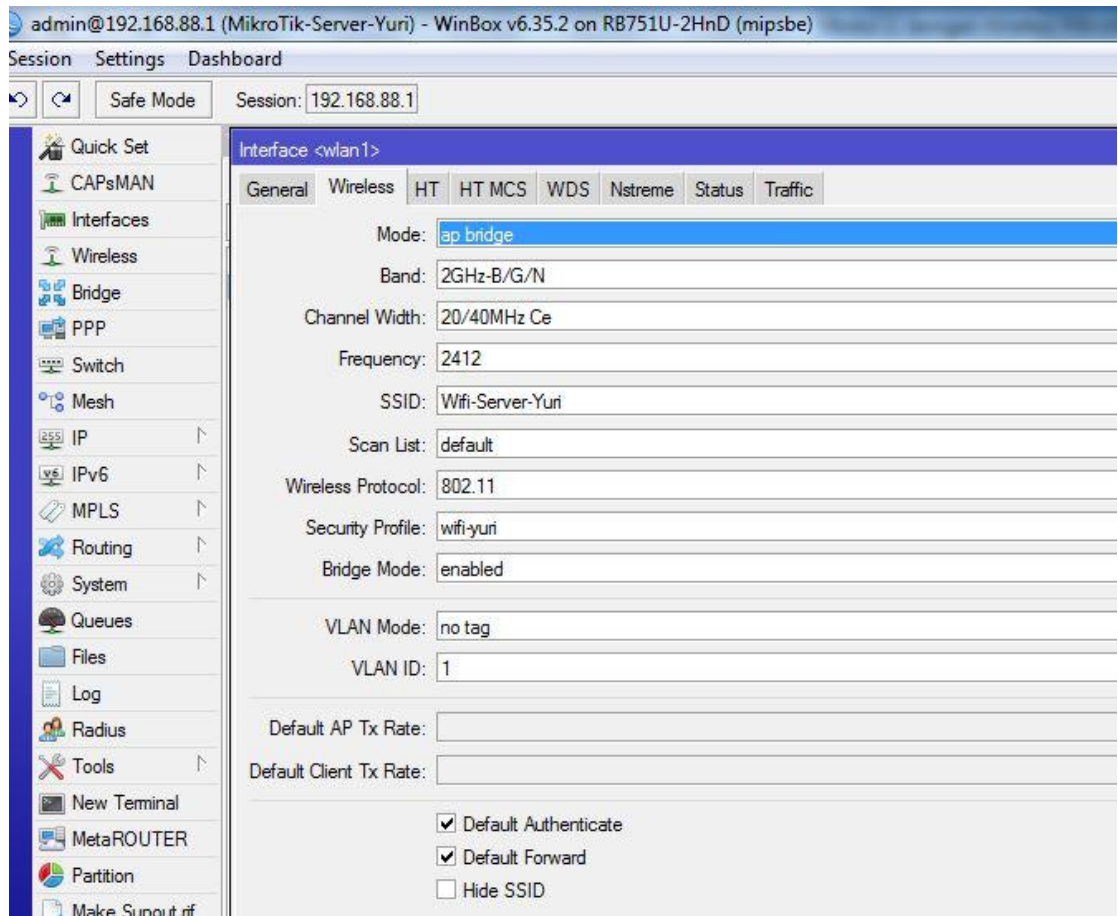 admin@192.168.88.1 (MikroTik-Server-Yuri) - WinBox v6.35.2 on RB751U-2HnD (mipsbe)
Session Settings Dashboard
Safe Mode Session: 192.168.88.1
Quick Set
CAPsMAN
Interfaces
Wireless
Bridge
PPP
Switch
Mesh
IP
IPv6
MPLS
Routing
System
Queues
Files
Log
Radius
Tools
New Terminal
MetaROUTER
Partition
Make Supout.rif
Interface <wlan1>
General Wireless HT HT MCS WDS Nstreme Status Traffic
Mode: ap bridge
Band: 2GHz-B/G/N
Channel Width: 20/40MHz Ce
Frequency: 2412
SSID: Wifi-Server-Yuri
Scan List: default
Wireless Protocol: 802.11
Security Profile: wifi-yuri
Bridge Mode: enabled
VLAN Mode: no tag
VLAN ID: 1
Default AP Tx Rate:
Default Client Tx Rate:
Default Authenticate
Default Forward
Hide SSID